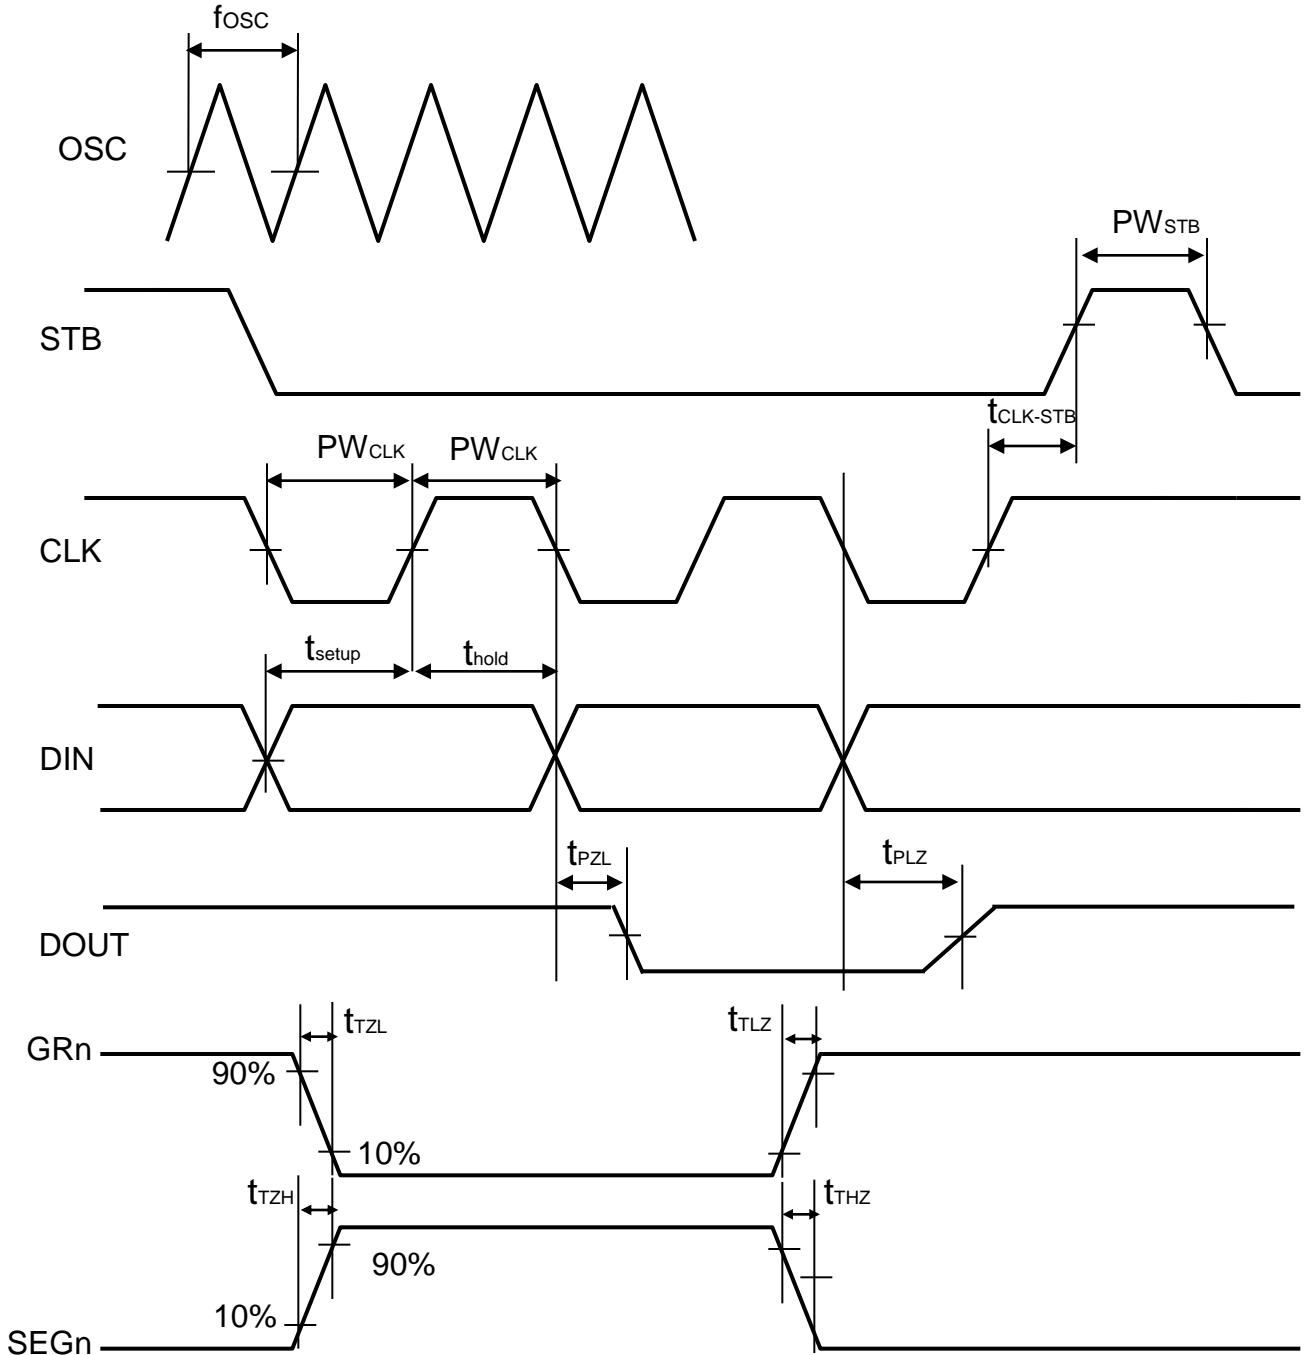 fOSC
OSC
PWSTB
STB
tCLK-STB
PWCLK PWCLK
CLK
tsetup thold
DIN
tPZL tPLZ
DOUT
tTZL tTLZ
GRn
90%
10%
tTZH tTHZ
90%
10%
SEGn